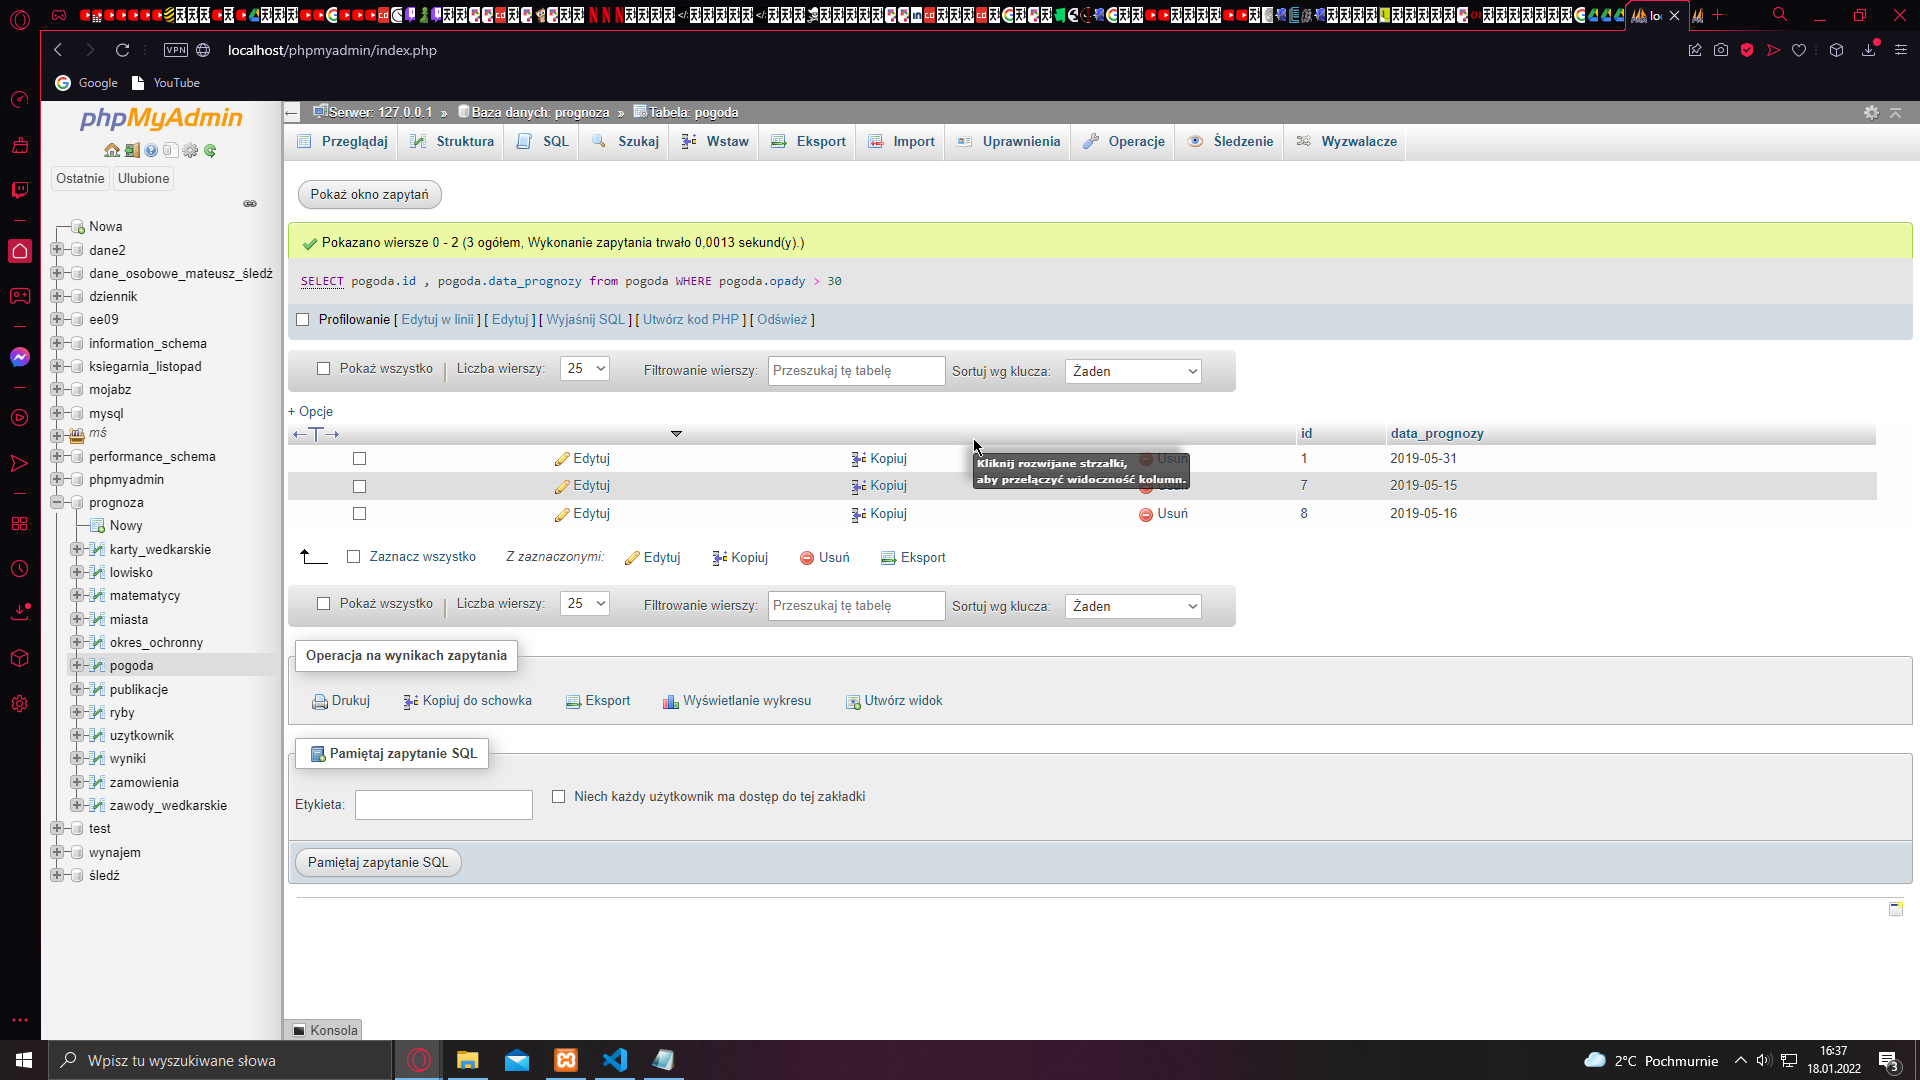 lo
VPN
localhost/phpmyadmin/index.php
Google
YouTube
phpMyAdmin
Ostatnie
Ulubione
Nowa
dane2
dane_osobowe_mateusz_śledź
dziennik
ee09
information_schema
ksiegarnia_listopad
mojabz
mysql
mś
performance_schema
phpmyadmin
prognoza
Nowy
karty_wedkarskie
lowisko
matematycy
miasta
okres_ochronny
pogoda
publikacje
ryby
uzytkownik
wyniki
zamowienia
zawody_wedkarskie
test
wynajem
śledź
Serwer: 127.0.0.1 » Baza danych: prognoza » Tabela: pogoda
Przeglądaj Struktura SQL Szukaj Wstaw Eksport Import Uprawnienia Operacje Śledzenie Wyzwalacze
Pokaż okno zapytań
Pokazano wiersze 0 - 2 (3 ogółem, Wykonanie zapytania trwało 0,0013 sekund(y).)
SELECT pogoda.id , pogoda.data_prognozy from pogoda WHERE pogoda.opady > 30
Profilowanie [ Edytuj w linii ] [ Edytuj ] [ Wyjaśnij SQL ] [ Utwórz kod PHP ] [ Odśwież ]
Pokaż wszystko | Liczba wierszy: 25 Filtrowanie wierszy: Przeszukaj tę tabelę Sortuj wg klucza: Żaden
+ Opcje
id data_prognozy
Edytuj Kopiuj Usuń 1 2019-05-31
Kliknij rozwijane strzałki,
aby przełączyć widoczność kolumn.
Edytuj Kopiuj 7 2019-05-15
Edytuj Kopiuj Usuń 8 2019-05-16
Zaznacz wszystko Z zaznaczonymi: Edytuj Kopiuj Usuń Eksport
Pokaż wszystko | Liczba wierszy: 25 Filtrowanie wierszy: Przeszukaj tę tabelę Sortuj wg klucza: Żaden
Operacja na wynikach zapytania
Drukuj Kopiuj do schowka Eksport Wyświetlanie wykresu Utwórz widok
Pamiętaj zapytanie SQL
Etykieta: Niech każdy użytkownik ma dostęp do tej zakładki
Pamiętaj zapytanie SQL
Konsola
Wpisz tu wyszukiwane słowa
2°C Pochmurnie
16:37
18.01.2022
3